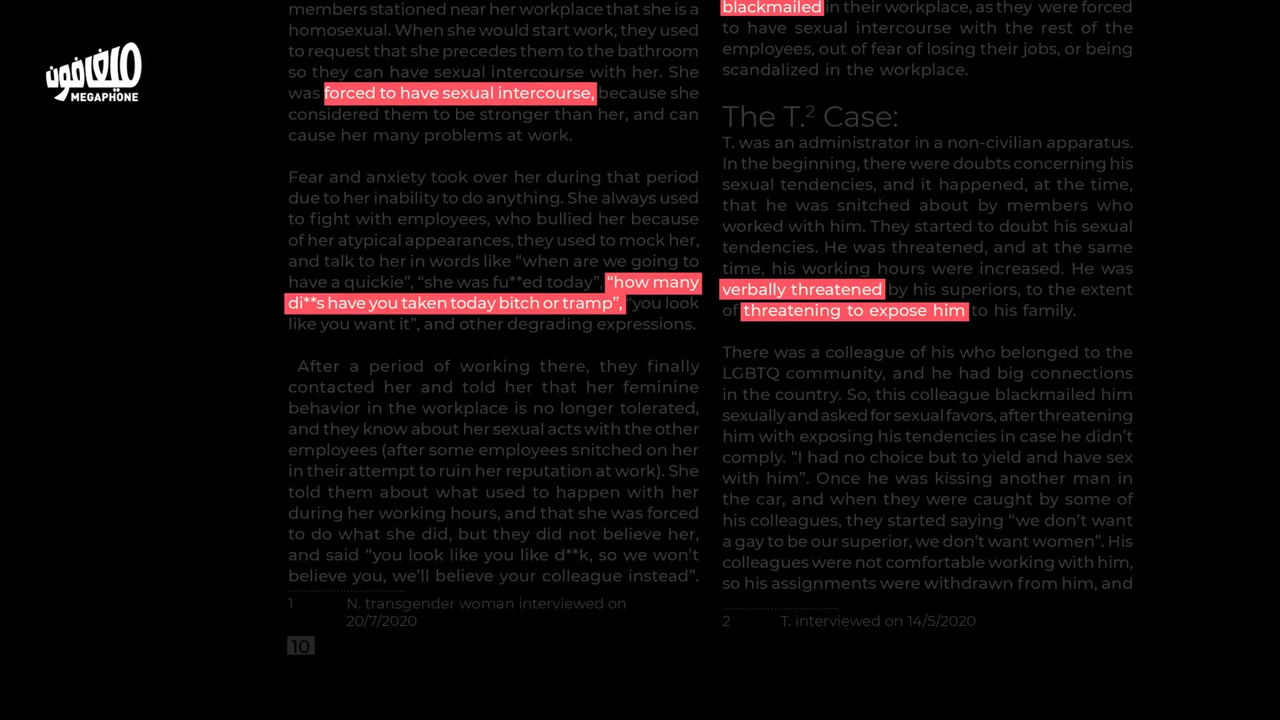 ميغافون
MEGAPHONE
members stationed near her workplace that she is a
homosexual. When she would start work, they used
to request that she precedes them to the bathroom
so they can have sexual intercourse with her. She
was forced to have sexual intercourse, because she
considered them to be stronger than her, and can
cause her many problems at work.
Fear and anxiety took over her during that period
due to her inability to do anything. She always used
to fight with employees, who bullied her because
of her atypical appearances, they used to mock her,
and talk to her in words like “when are we going to
have a quickie”, “she was fu**ed today”, “how many
di**s have you taken today bitch or tramp”, “you look
like you want it”, and other degrading expressions.
After a period of working there, they finally
contacted her and told her that her feminine
behavior in the workplace is no longer tolerated,
and they know about her sexual acts with the other
employees (after some employees snitched on her
in their attempt to ruin her reputation at work). She
told them about what used to happen with her
during her working hours, and that she was forced
to do what she did, but they did not believe her,
and said “you look like you like d**k, so we won’t
believe you, we’ll believe your colleague instead”.
1 N. transgender woman interviewed on
20/7/2020
10
blackmailed in their workplace, as they were forced
to have sexual intercourse with the rest of the
employees, out of fear of losing their jobs, or being
scandalized in the workplace.
The T.² Case:
T. was an administrator in a non-civilian apparatus.
In the beginning, there were doubts concerning his
sexual tendencies, and it happened, at the time,
that he was snitched about by members who
worked with him. They started to doubt his sexual
tendencies. He was threatened, and at the same
time, his working hours were increased. He was
verbally threatened by his superiors, to the extent
of threatening to expose him to his family.
There was a colleague of his who belonged to the
LGBTQ community, and he had big connections
in the country. So, this colleague blackmailed him
sexually and asked for sexual favors, after threatening
him with exposing his tendencies in case he didn’t
comply. “I had no choice but to yield and have sex
with him”. Once he was kissing another man in
the car, and when they were caught by some of
his colleagues, they started saying “we don’t want
a gay to be our superior, we don’t want women”. His
colleagues were not comfortable working with him,
so his assignments were withdrawn from him, and
2 T. interviewed on 14/5/2020